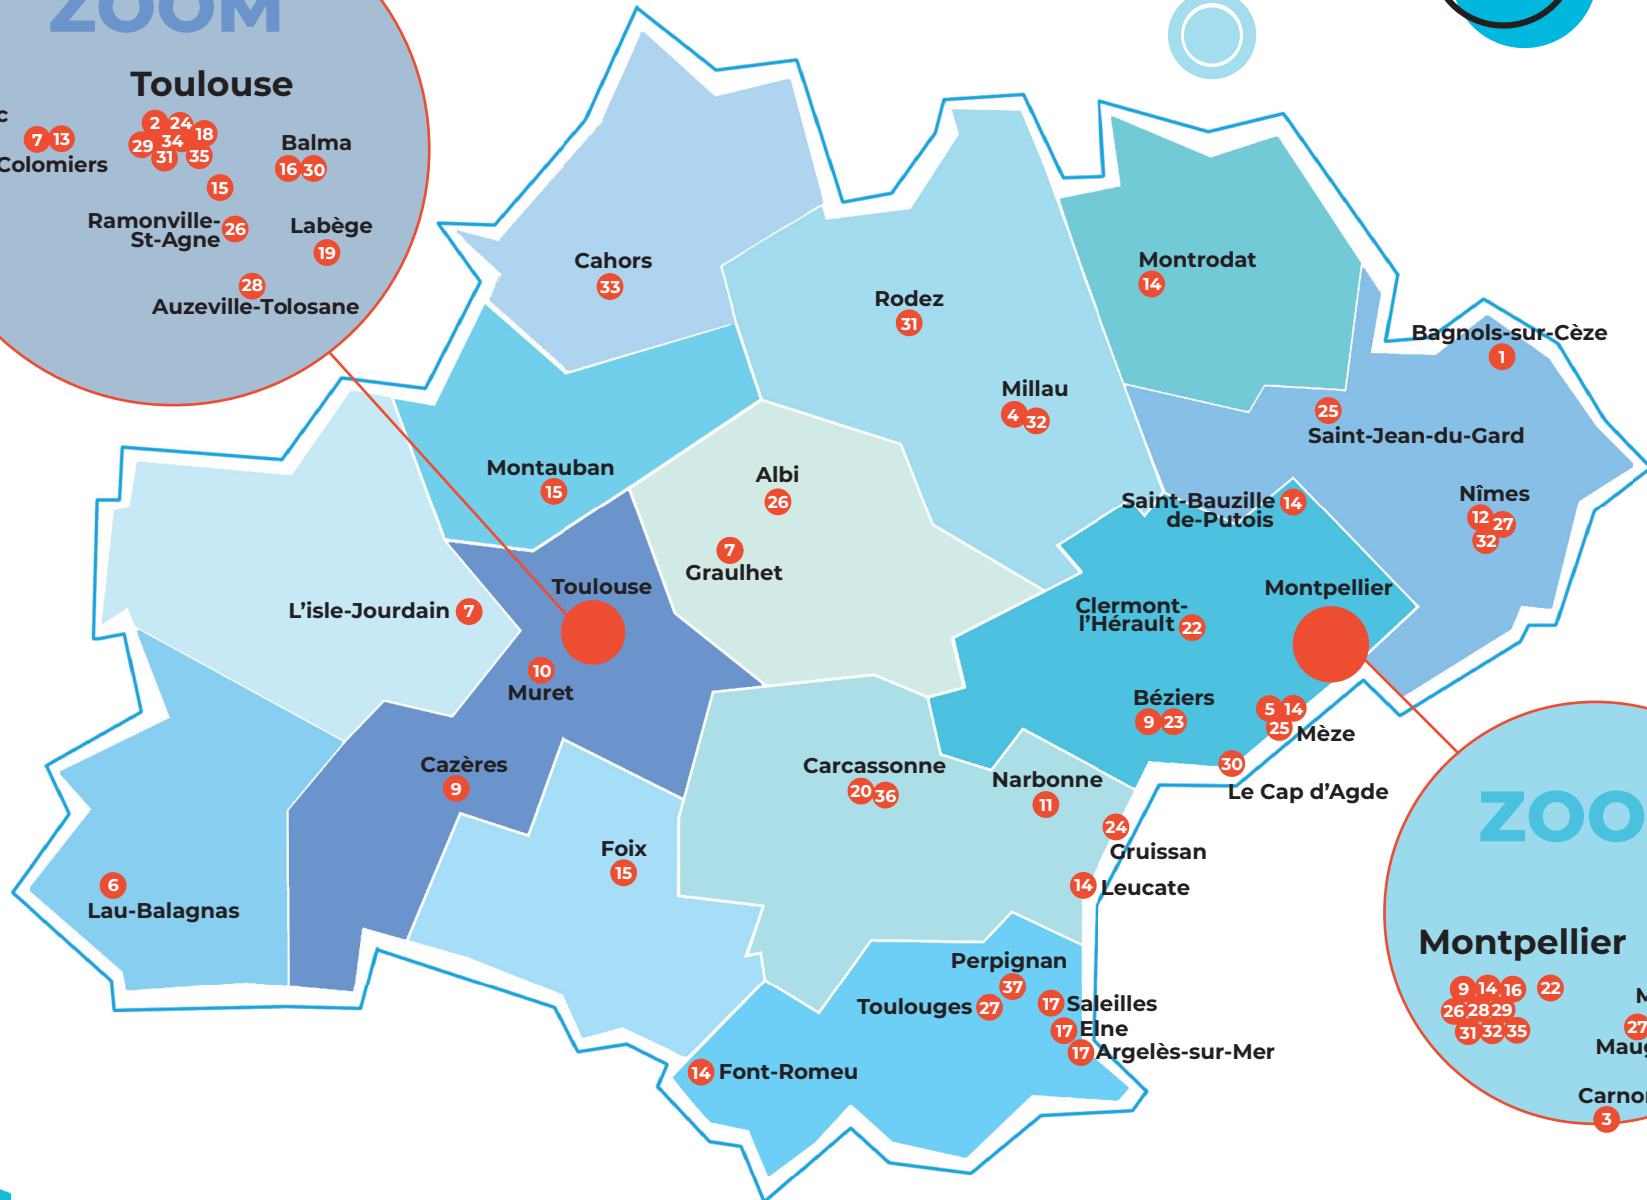 ZOOM
Toulouse
c
7 13
Colomiers
2 24
18
29 34
31 35
15
Balma
16 30
Ramonville-
St-Agne
26
Labège
19
28
Auzeville-Tolosane
Cahors
33
Rodez
31
Montrodat
14
Bagnols-sur-Cèze
1
Millau
4 32
25
Saint-Jean-du-Gard
Montauban
15
Albi
26
7
Graulhet
Saint-Bauzille
de-Putois
14
Nîmes
12 27
32
Toulouse
L'isle-Jourdain 7
10
Muret
Montpellier
Clermont-
l'Hérault
22
Béziers
9 23
5 14
25 Mèze
30
Le Cap d'Agde
Cazères
9
Carcassonne
20 36
Narbonne
11
24
Gruissan
14 Leucate
Foix
15
6
Lau-Balagnas
Perpignan
37
Toulouges 27
17 Saleilles
17 Elne
17 Argelès-sur-Mer
14 Font-Romeu
ZOO
Montpellier
9 14 16 22
26 28 29
31 32 35
M
27
Maug
Carnon
3